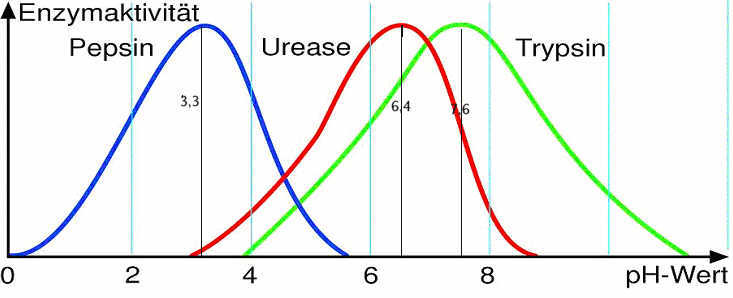 Enzymaktivität
Pepsin Urease Trypsin
3,3 6,4 7,6
0 2 4 6 8 pH-Wert